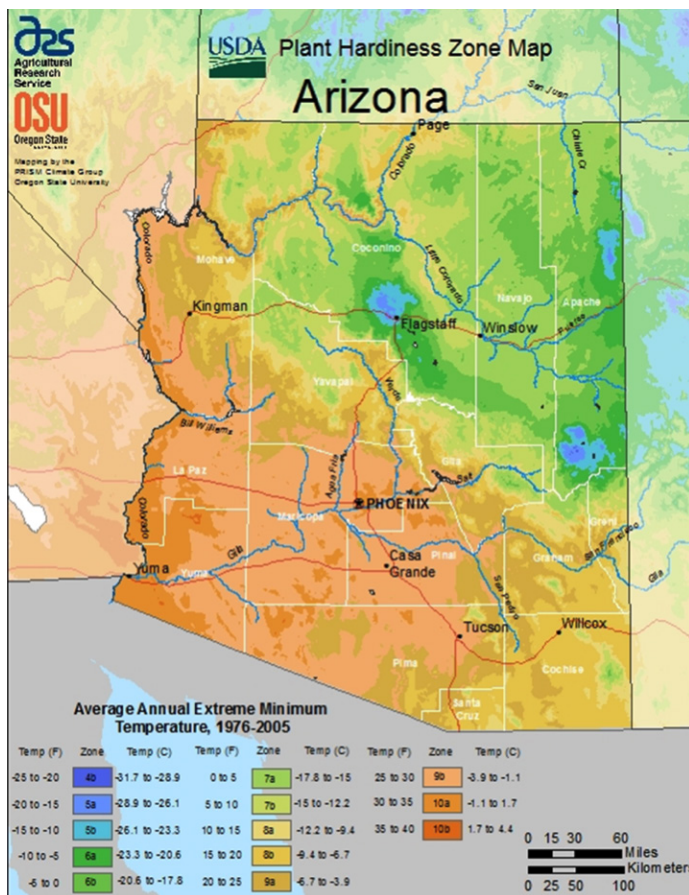 ars
Agricultural
Research
Service
OSU
Oregon State
Mapping by the
PRISM Climate Group
Oregon State University
USDA
Plant Hardiness Zone Map
Arizona
San Juan
Page
Colorado
Chinle Cr
Colorado
Mohave
Coconino
Little Colorado
Navajo
Apache
Kingman
Flagstaff
Winslow
Puerco
Yavapai
Verde
Bill Williams
Gila
La Paz
Agua Fria
Salt
Colorado
PHOENIX
Maricopa
Greenl
San Francisco
Casa
Grande
Pinal
Graham
Gila
Yuma
Yuma
Gila
San Pedro
Tucson
Willcox
Pima
Cochise
Santa
Cruz
Average Annual Extreme Minimum
Temperature, 1976-2005
Temp (F) Zone Temp (C) Temp (F) Zone Temp (C) Temp (F) Zone Temp (C)
-25 to -20 4b -31.7 to -28.9 0 to 5 7a -17.8 to -15 25 to 30 9b -3.9 to -1.1
-20 to -15 5a -28.9 to -26.1 5 to 10 7b -15 to -12.2 30 to 35 10a -1.1 to 1.7
-15 to -10 5b -26.1 to -23.3 10 to 15 8a -12.2 to -9.4 35 to 40 10b 1.7 to 4.4
-10 to -5 6a -23.3 to -20.6 15 to 20 8b -9.4 to -6.7
-5 to 0 6b -20.6 to -17.8 20 to 25 9a -6.7 to -3.9
0 15 30 60
Miles
Kilometers
0 25 50 100